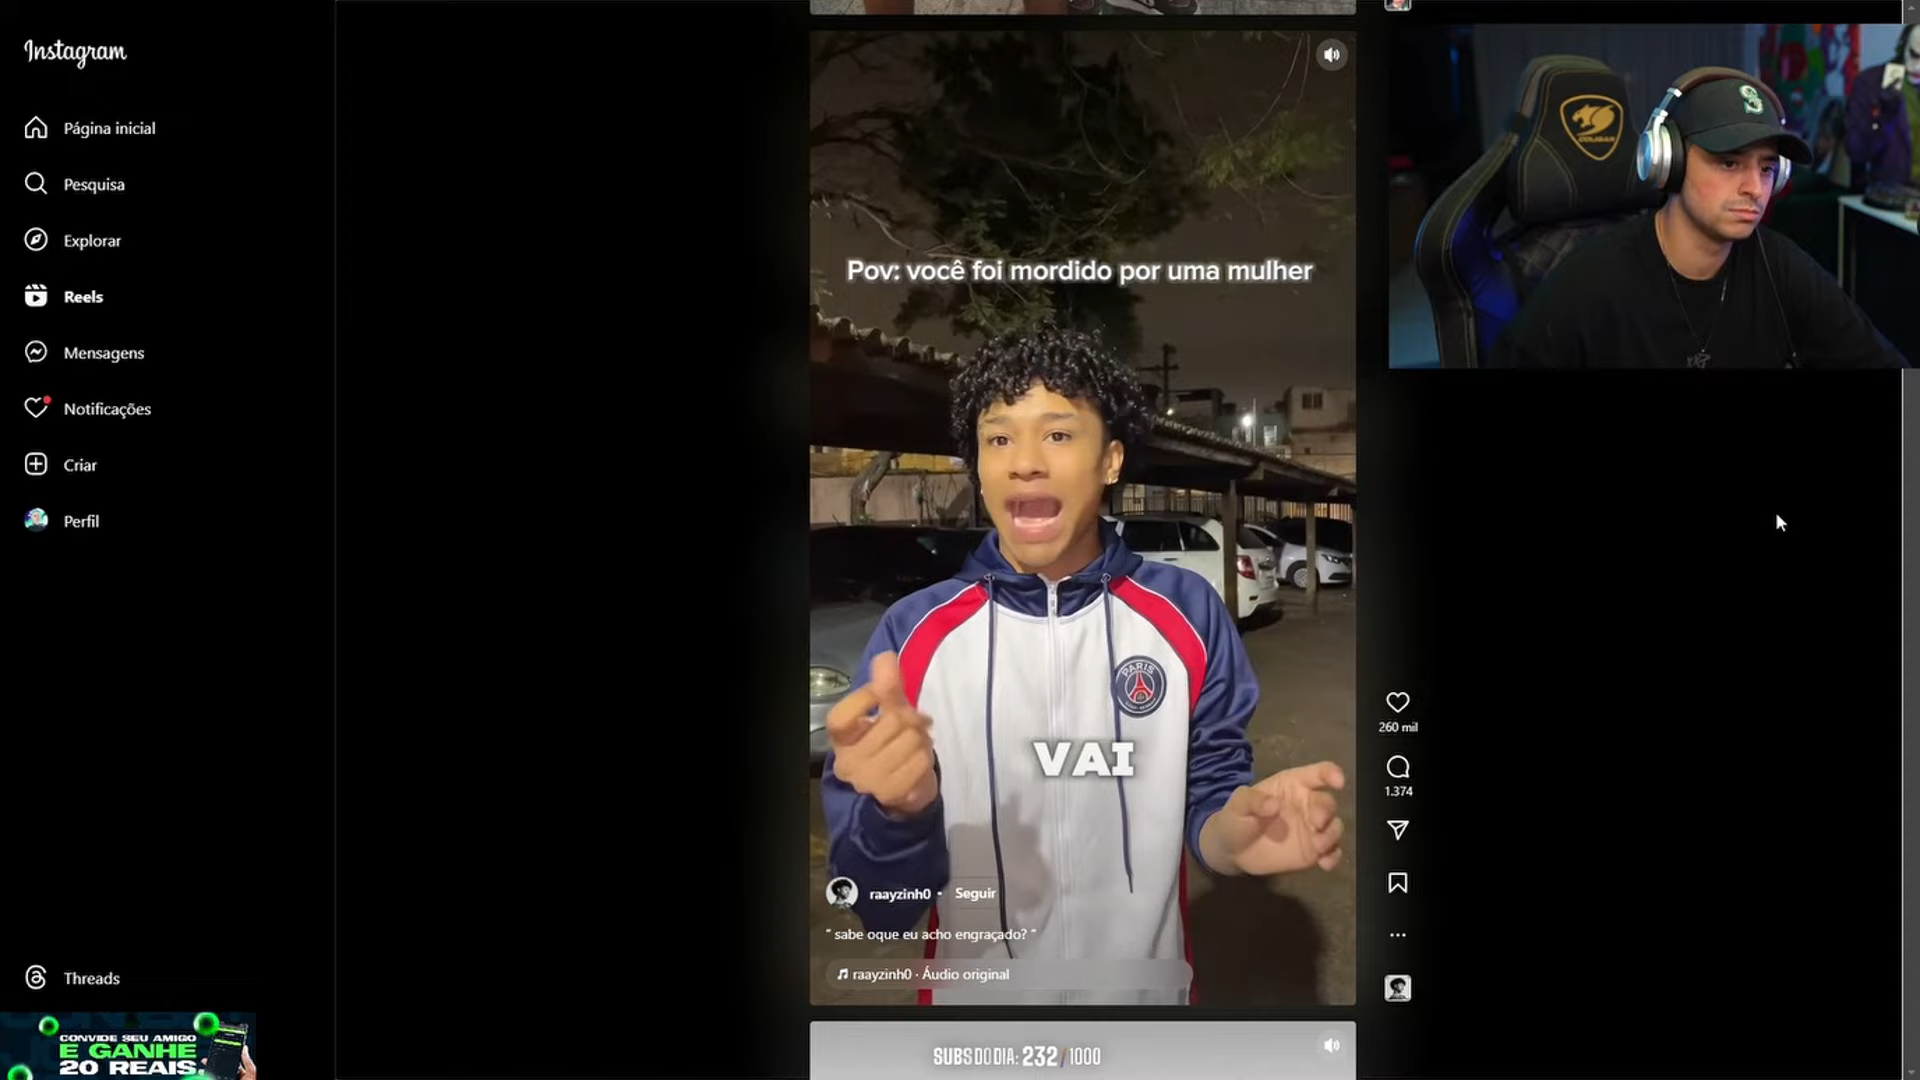 Instagram
Página inicial
Pesquisa
Explorar
Reels
Mensagens
Notificações
Criar
Perfil
Threads
CONVIDE SEU AMIGO
E GANHE
20 REAIS.
Pov: você foi mordido por uma mulher
PARIS
VAI
raayzinh0 • Seguir
" sabe oque eu acho engraçado? "
raayzinh0 · Áudio original
260 mil
1.374
SUBS DO DIA: 232/1000
COUGAR
S